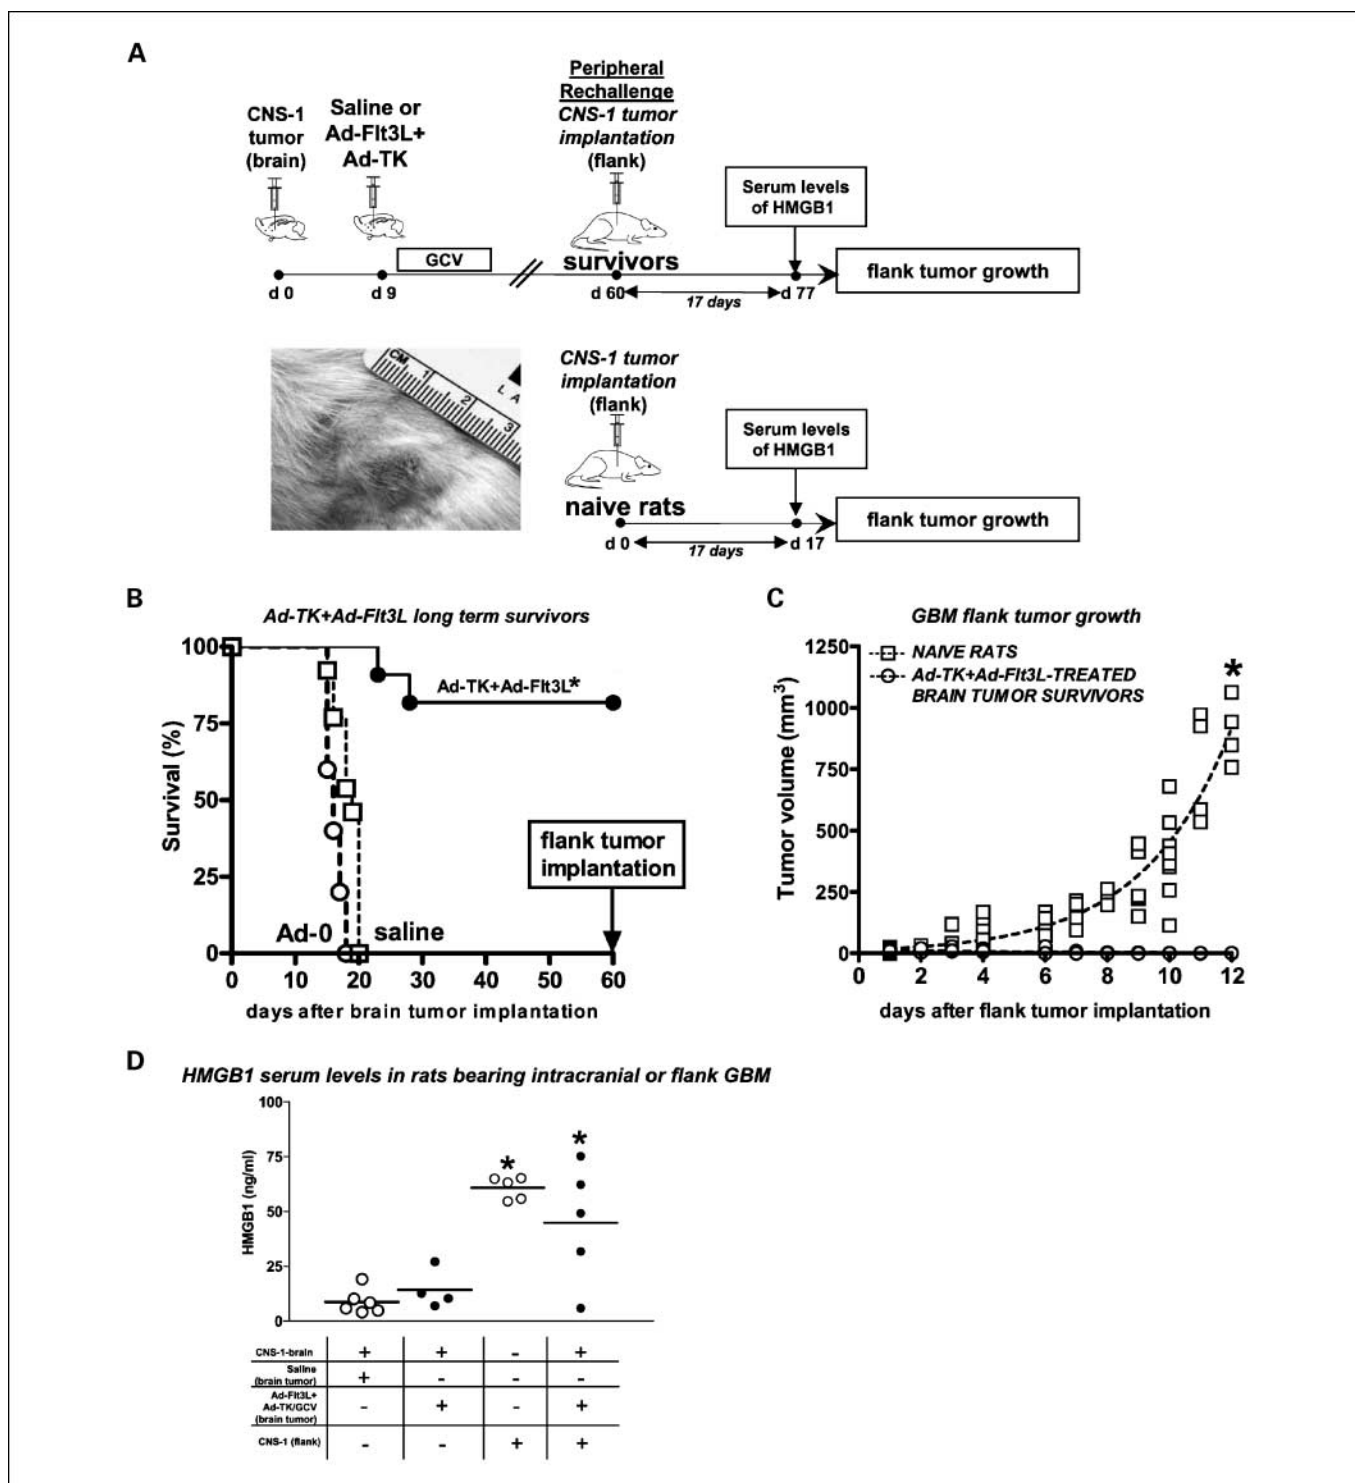 A
CNS-1
tumor
(brain)
Saline or
Ad-Flt3L+
Ad-TK
Peripheral
Rechallenge
CNS-1 tumor
implantation
(flank)
Serum levels
of HMGB1
GCV
survivors
flank tumor growth
d 0
d 9
d 60
17 days
d 77
CM
1
2
3
L A
CNS-1 tumor
implantation
(flank)
Serum levels
of HMGB1
naive rats
flank tumor growth
d 0
17 days
d 17
B
Ad-TK+Ad-Flt3L long term survivors
100
75
50
25
0
Survival (%)
Ad-TK+Ad-Flt3L*
flank tumor
implantation
Ad-0
saline
0 10 20 30 40 50 60
days after brain tumor implantation
C
GBM flank tumor growth
1250
1000
750
500
250
0
Tumor volume (mm³)
NAIVE RATS
Ad-TK+Ad-Flt3L-TREATED
BRAIN TUMOR SURVIVORS
*
0 2 4 6 8 10 12
days after flank tumor implantation
D
HMGB1 serum levels in rats bearing intracranial or flank GBM
100
75
50
25
0
HMGB1 (ng/ml)
* *
CNS-1-brain + + - +
Saline
(brain tumor) + - - -
Ad-Flt3L+
Ad-TK/GCV
(brain tumor) - + - +
CNS-1 (flank) - - + +